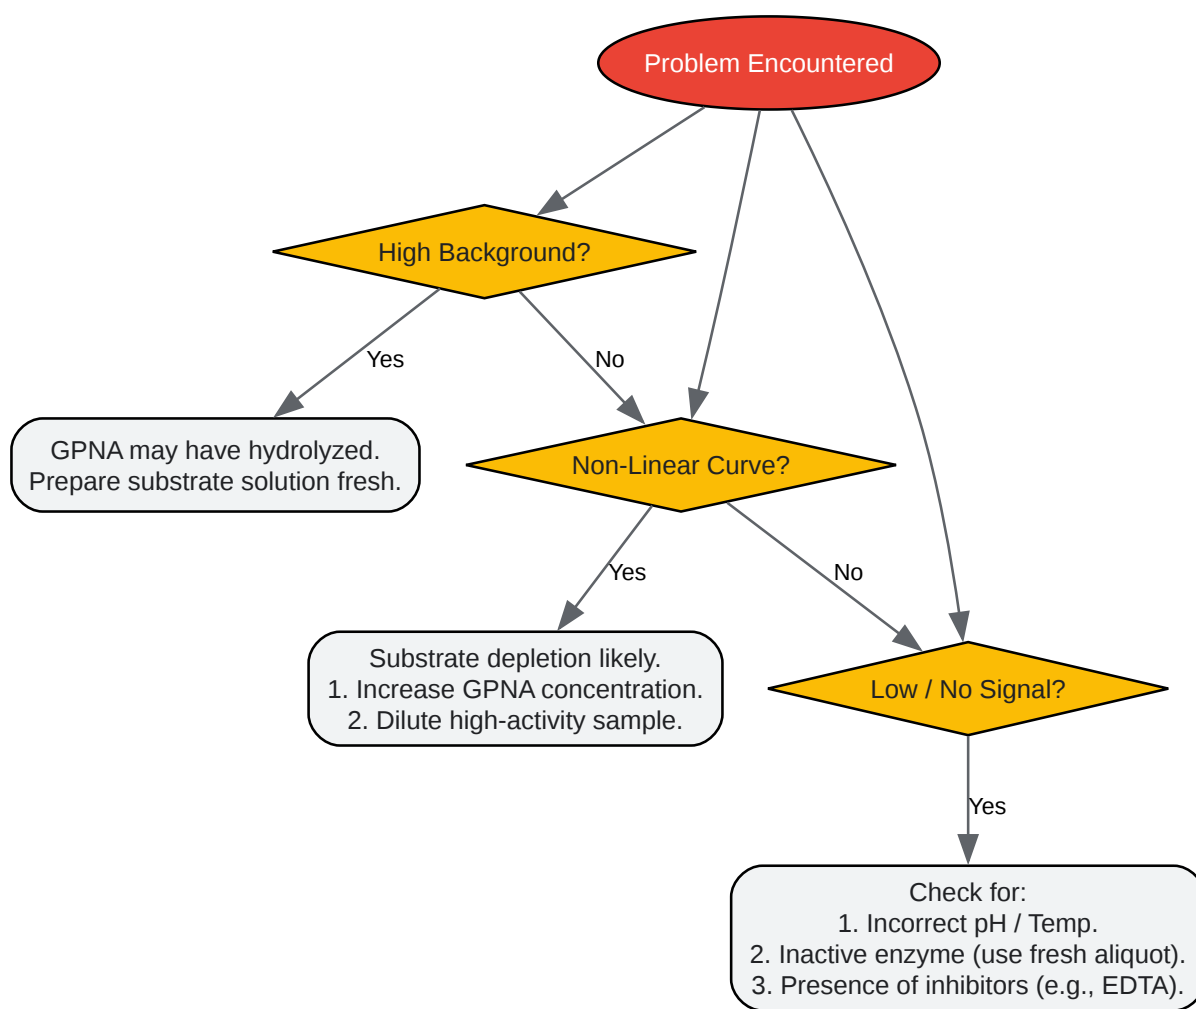 Problem Encountered
High Background?
Yes
No
GPNA may have hydrolyzed.
Prepare substrate solution fresh.
Non-Linear Curve?
Yes
No
Substrate depletion likely.
1. Increase GPNA concentration.
2. Dilute high-activity sample.
Low / No Signal?
Yes
Check for:
1. Incorrect pH / Temp.
2. Inactive enzyme (use fresh aliquot).
3. Presence of inhibitors (e.g., EDTA).